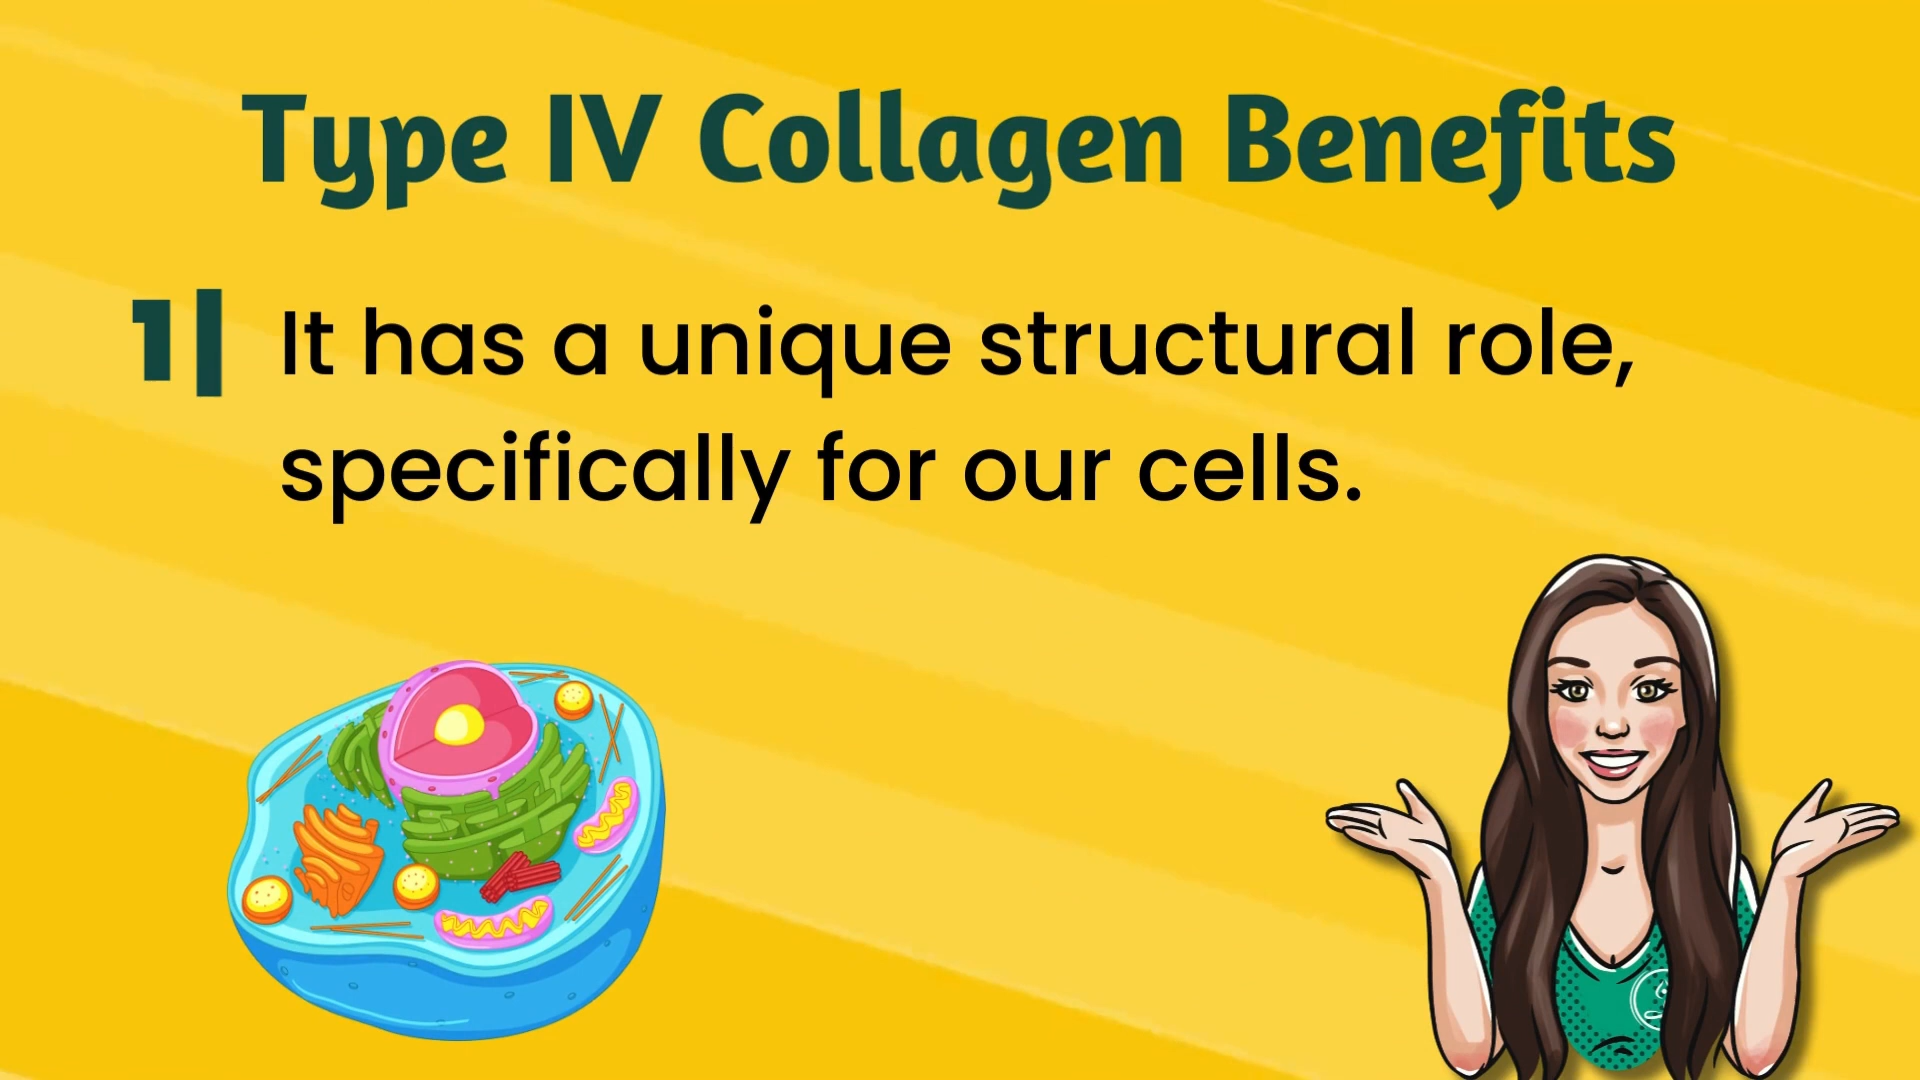 Type IV Collagen Benefits
1| It has a unique structural role,
specifically for our cells.